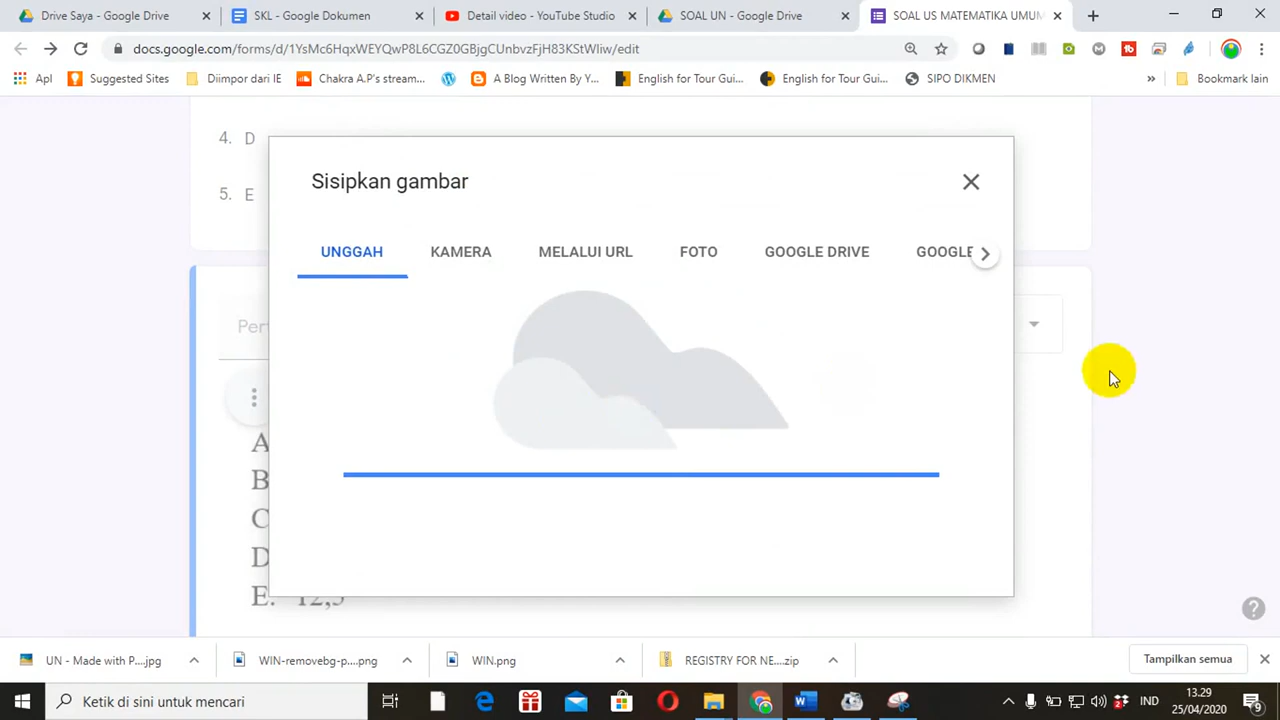 Drive Saya - Google Drive
SKL - Google Dokumen
Detail video - YouTube Studio
SOAL UN - Google Drive
SOAL US MATEMATIKA UMUM
docs.google.com/forms/d/1YsMc6HqxWEYQwP8L6CGZ0GBjgCUnbvzFjH83KStWliw/edit
Apl
Suggested Sites
Diimpor dari IE
Chakra A.P's stream...
A Blog Written By Y...
English for Tour Gui...
English for Tour Gui...
SIPO DIKMEN
»
Bookmark lain
4. D
5. E
Sisipkan gambar
UNGGAH
KAMERA
MELALUI URL
FOTO
GOOGLE DRIVE
GOOGLE
Per
A
B
C
D
E. 12,5
UN - Made with P....jpg
WIN-removebg-p....png
WIN.png
REGISTRY FOR NE....zip
Tampilkan semua
Ketik di sini untuk mencari
IND
13.29
25/04/2020
9